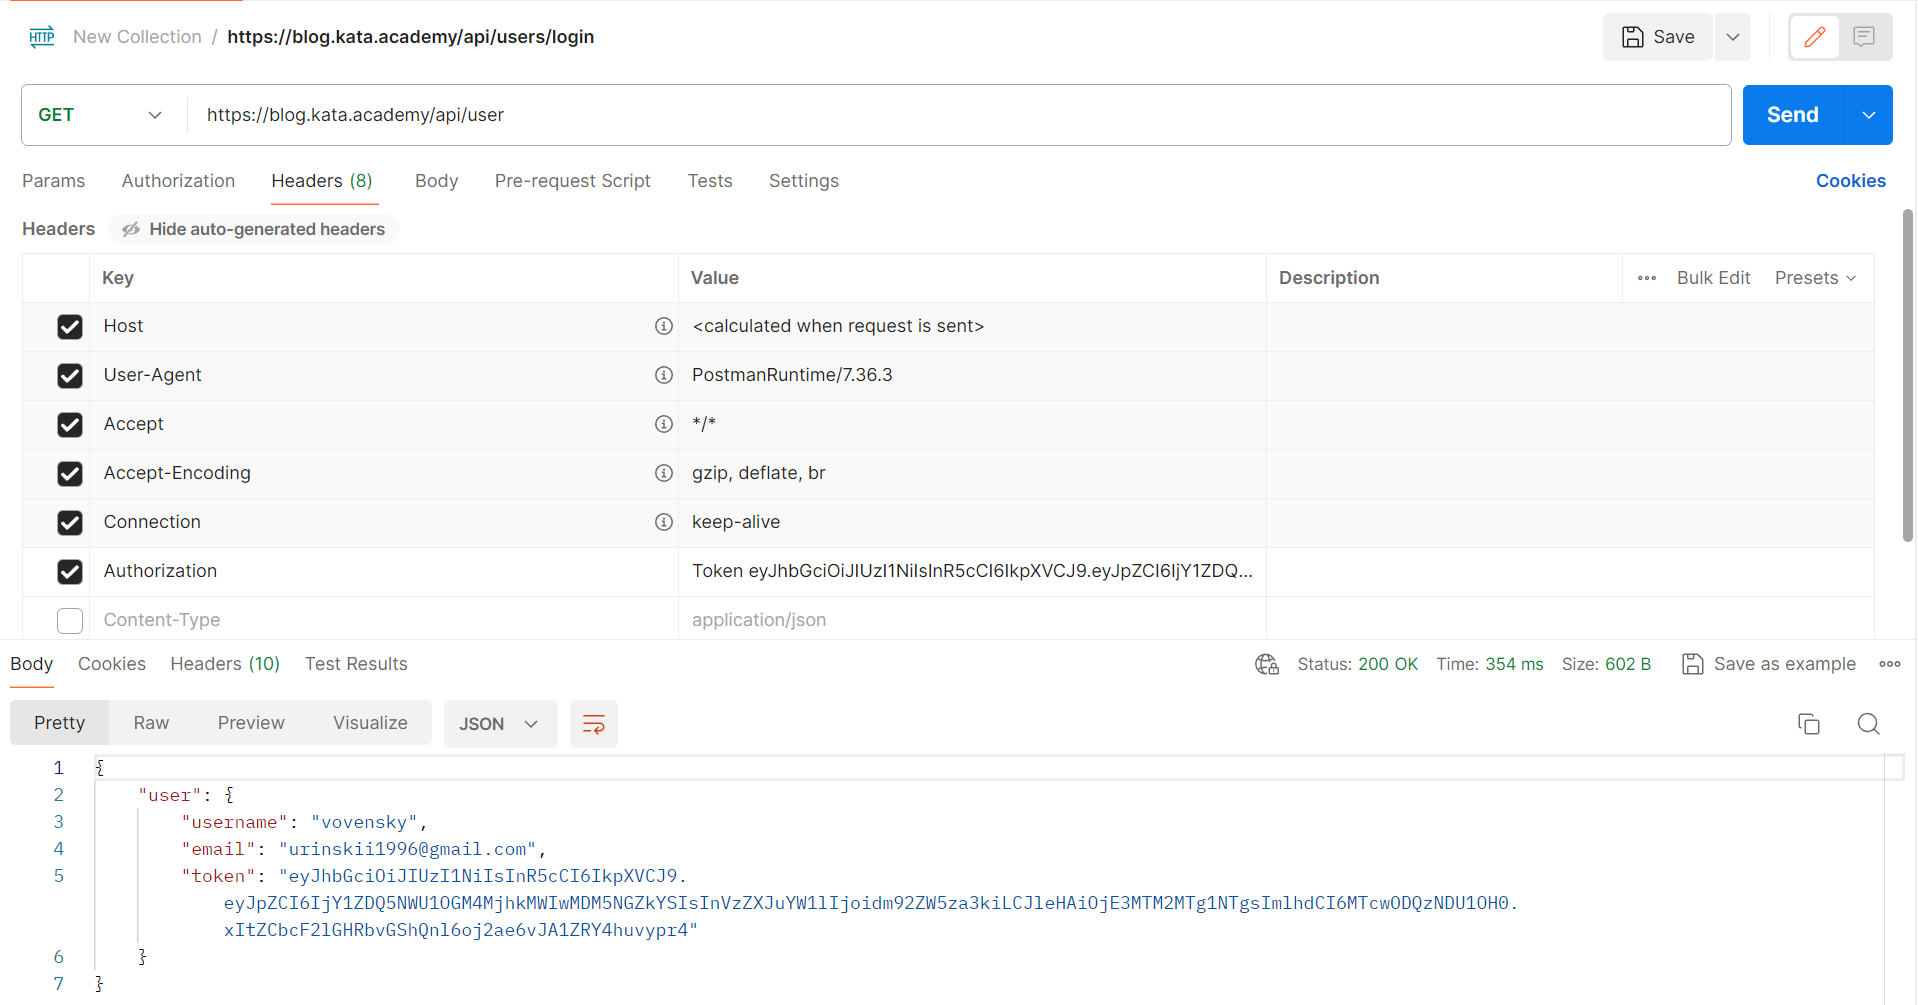 HTTP New Collection / https://blog.kata.academy/api/users/login Save
GET https://blog.kata.academy/api/user Send
Params Authorization Headers (8) Body Pre-request Script Tests Settings Cookies
Headers Hide auto-generated headers
Key Value Description Bulk Edit Presets
Host <calculated when request is sent>
User-Agent PostmanRuntime/7.36.3
Accept */*
Accept-Encoding gzip, deflate, br
Connection keep-alive
Authorization Token eyJhbGciOiJIUzI1NiIsInR5cCI6IkpXVCJ9.eyJpZCI6IjY1ZDQ...
Content-Type application/json
Body Cookies Headers (10) Test Results Status: 200 OK Time: 354 ms Size: 602 B Save as example
Pretty Raw Preview Visualize JSON
1 {
2 "user": {
3 "username": "vovensky",
4 "email": "urinskii1996@gmail.com",
5 "token": "eyJhbGciOiJIUzI1NiIsInR5cCI6IkpXVCJ9.
eyJpZCI6IjY1ZDQ5NWU1OGM4MjhkMWIwMDM5NGZkYSIsInVzZXJuYW1lIjoidm92ZW5za3kiLCJleHAiOjE3MTM2MTg1NTgsImlhdCI6MTcwODQzNDU1OH0.
xItZCbcF2lGHRbvGShQnl6oj2ae6vJA1ZRY4huvypr4"
6 }
7 }